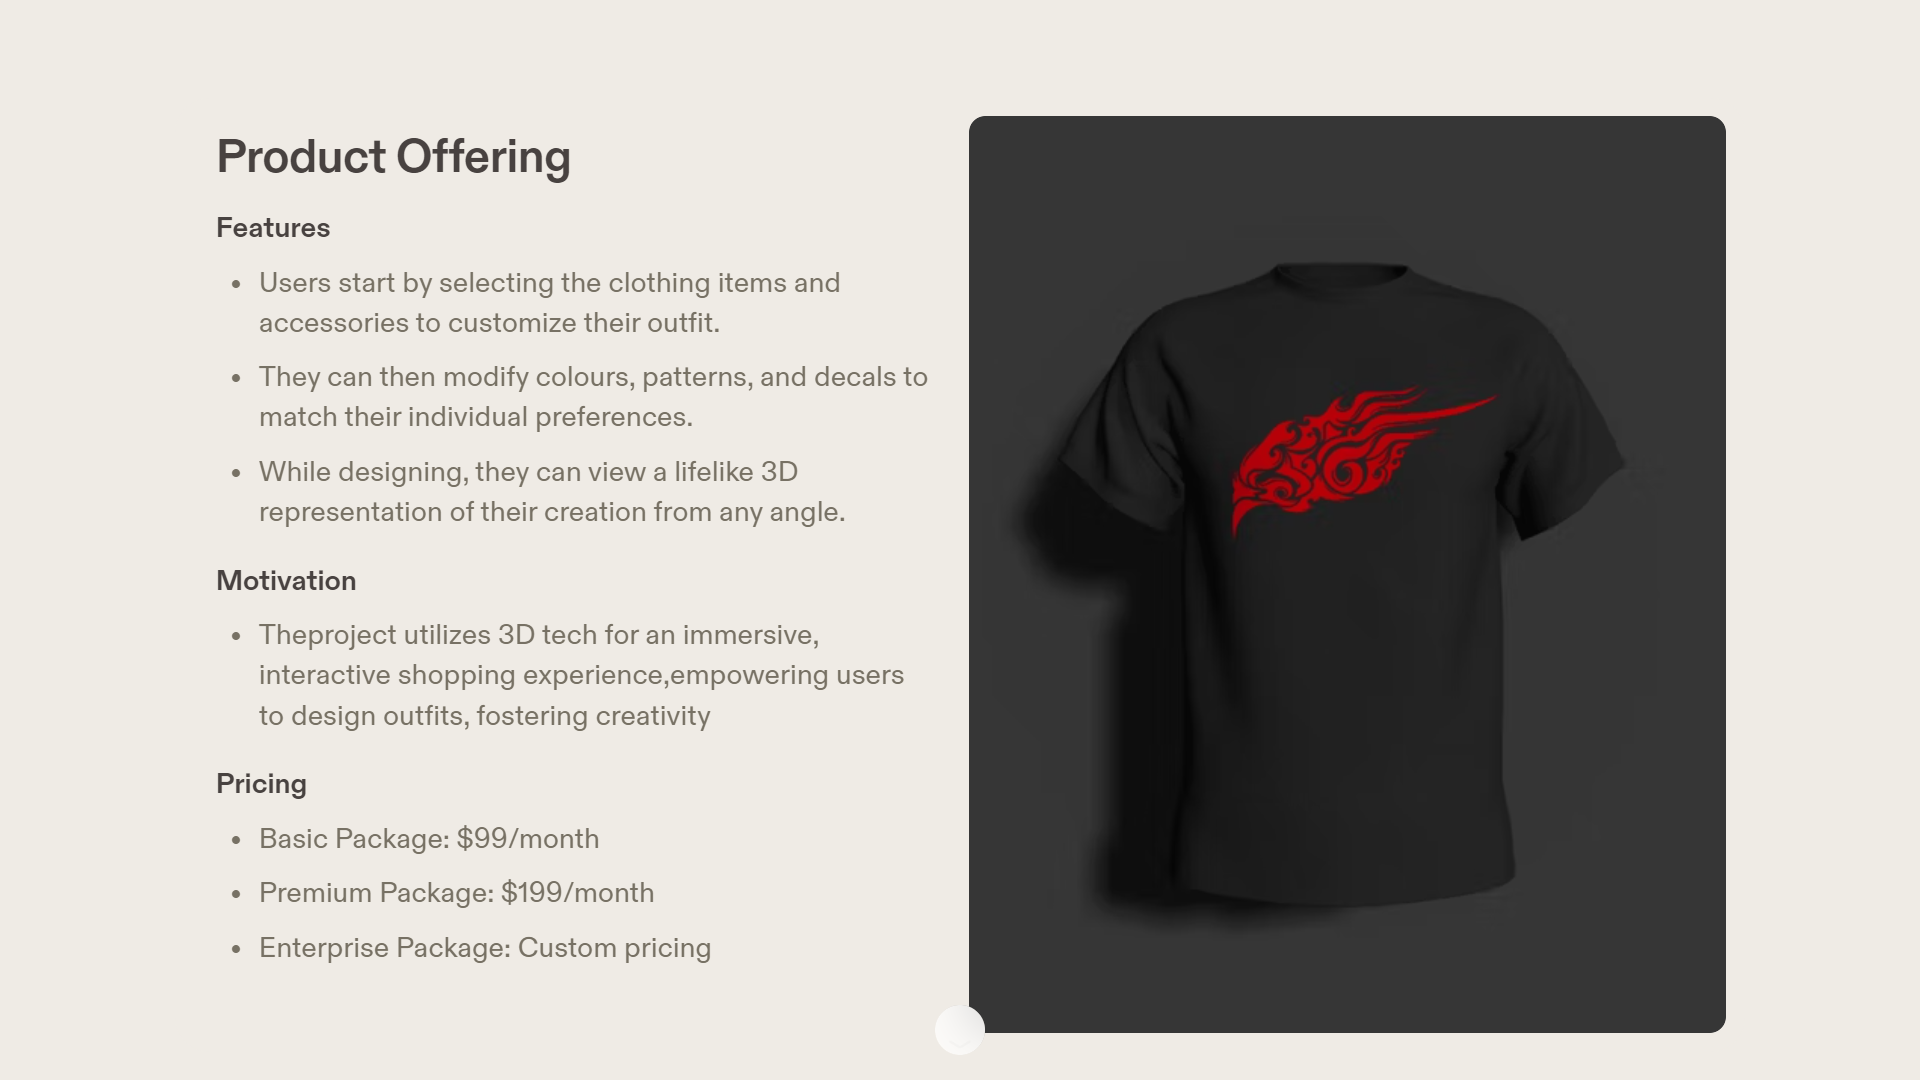 Product Offering
Features
• Users start by selecting the clothing items and
accessories to customize their outfit.
• They can then modify colours, patterns, and decals to
match their individual preferences.
• While designing, they can view a lifelike 3D
representation of their creation from any angle.
Motivation
• Theproject utilizes 3D tech for an immersive,
interactive shopping experience,empowering users
to design outfits, fostering creativity
Pricing
• Basic Package: $99/month
• Premium Package: $199/month
• Enterprise Package: Custom pricing